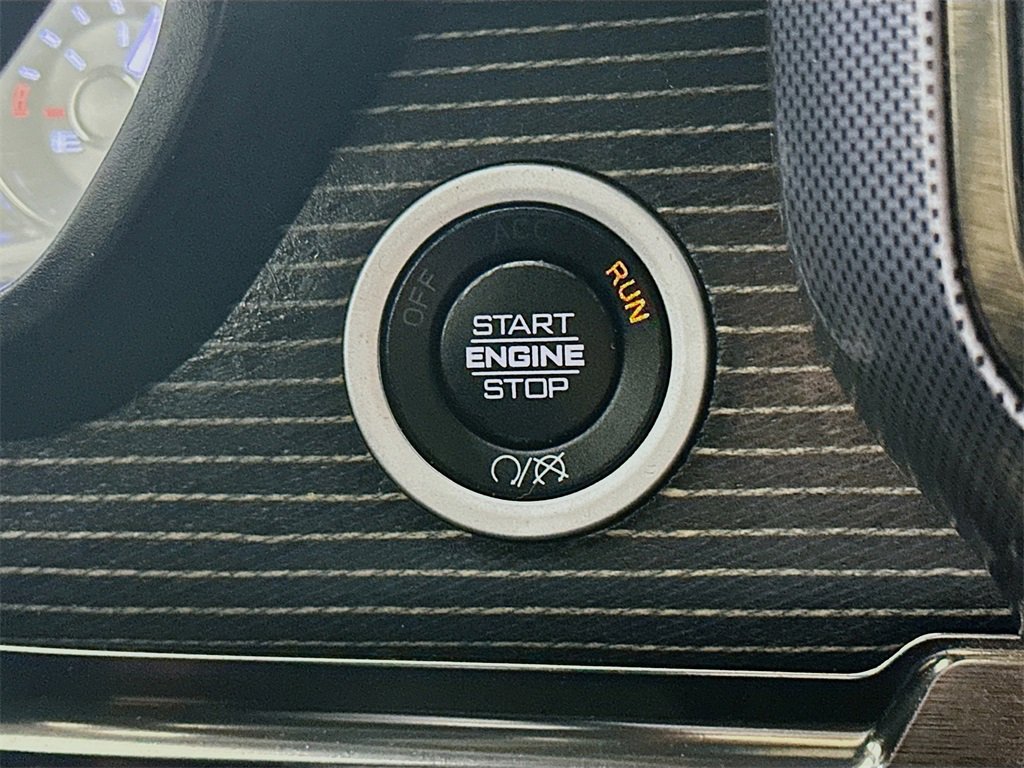 ACC
OFF
RUN
START
ENGINE
STOP